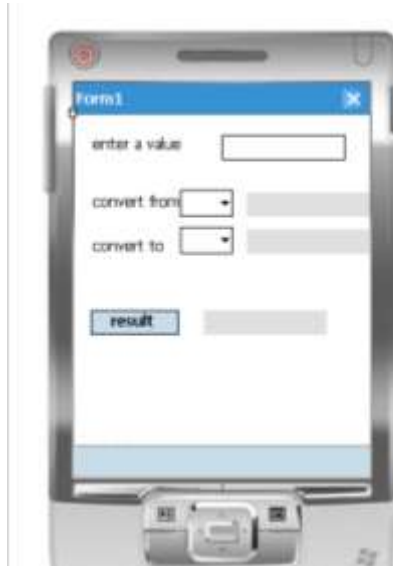 Form1
enter a value
convert from
convert to
result